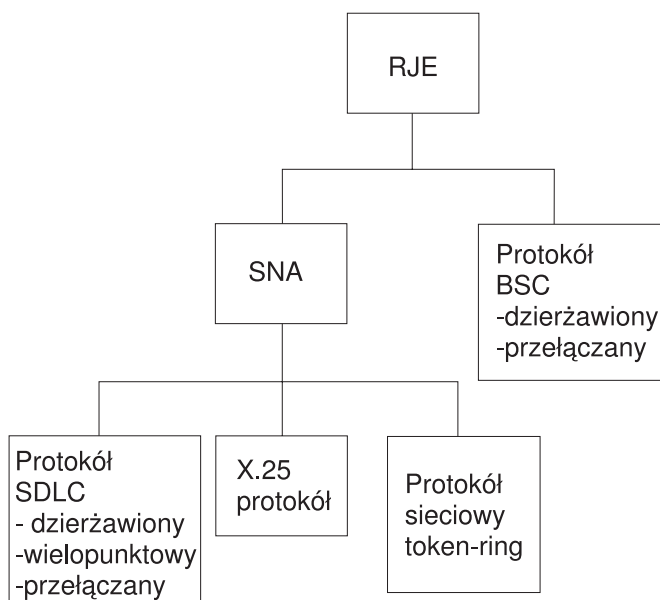 RJE
SNA
Protokół
BSC
-dzierżawiony
-przełączany
Protokół
SDLC
- dzierżawiony
-wielopunktowy
-przełączany
X.25
protokół
Protokół
sieciowy
token-ring